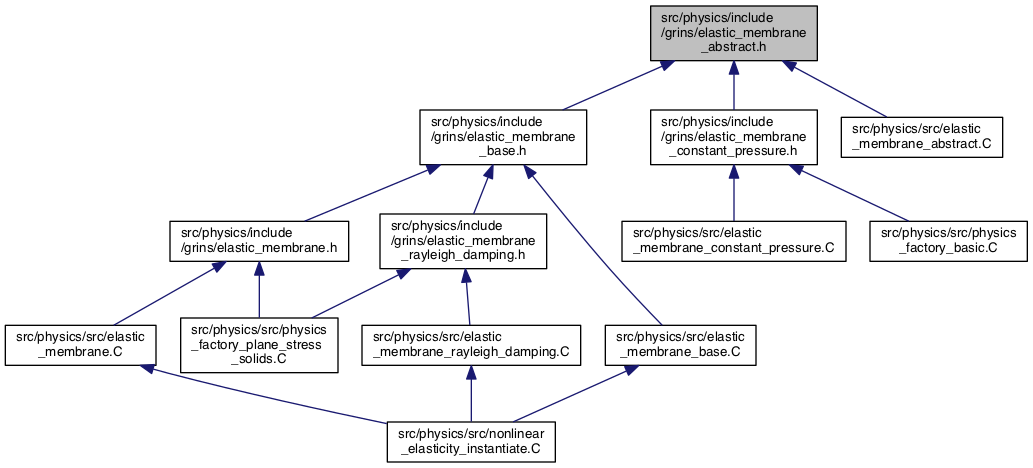 src/physics/include
/grins/elastic_membrane
_abstract.h
src/physics/include
/grins/elastic_membrane
_base.h
src/physics/include
/grins/elastic_membrane
_constant_pressure.h
src/physics/src/elastic
_membrane_abstract.C
src/physics/include
/grins/elastic_membrane.h
src/physics/include
/grins/elastic_membrane
_rayleigh_damping.h
src/physics/src/elastic
_membrane_constant_pressure.C
src/physics/src/physics
_factory_basic.C
src/physics/src/elastic
_membrane.C
src/physics/src/physics
_factory_plane_stress
_solids.C
src/physics/src/elastic
_membrane_rayleigh_damping.C
src/physics/src/elastic
_membrane_base.C
src/physics/src/nonlinear
_elasticity_instantiate.C